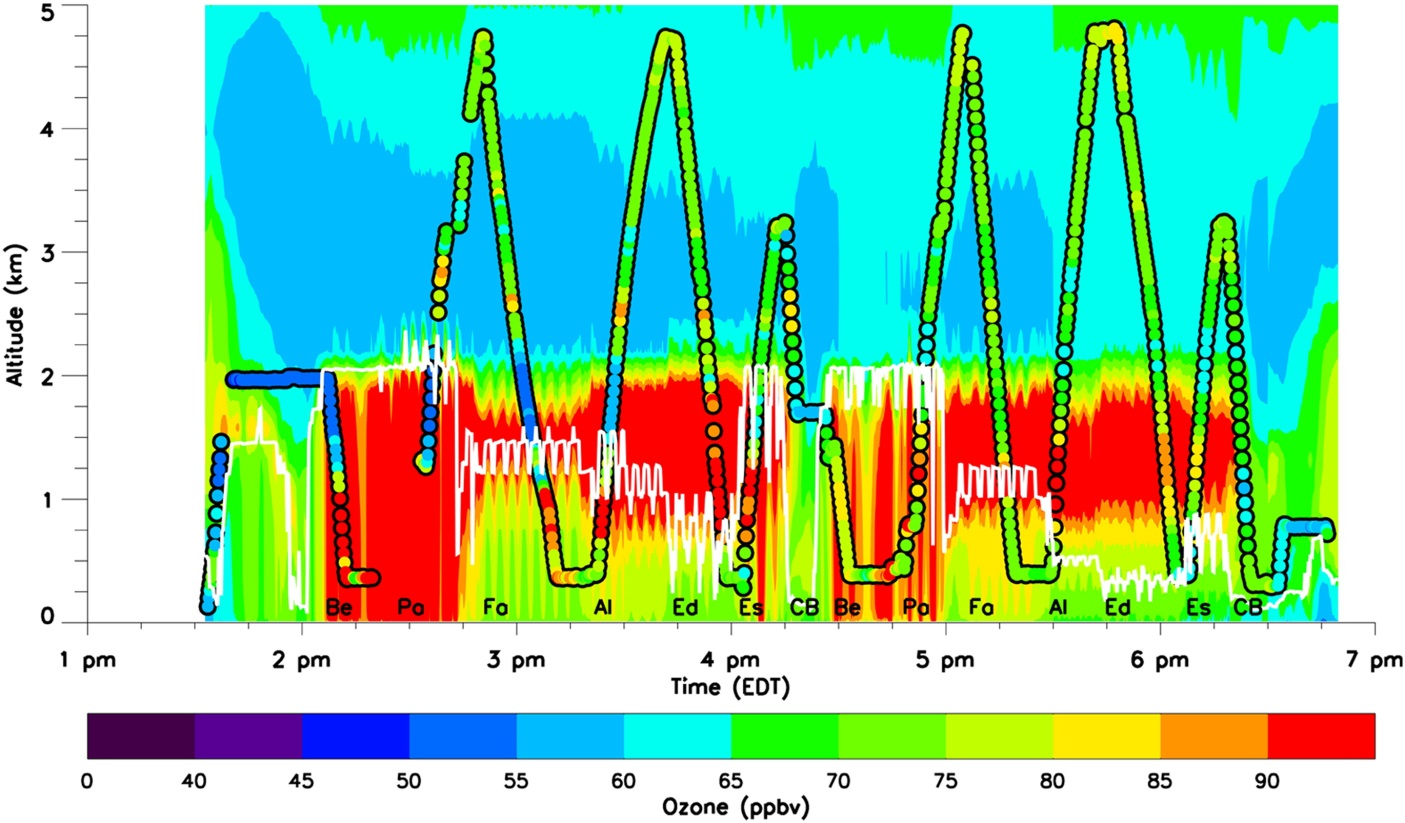 5
4
3
2
1
0
Altitude (km)
Be Pa Fa Al Ed Es CB Be Pa Fa Al Ed Es CB
1 pm 2 pm 3 pm 4 pm 5 pm 6 pm 7 pm
Time (EDT)
0 40 45 50 55 60 65 70 75 80 85 90
Ozone (ppbv)